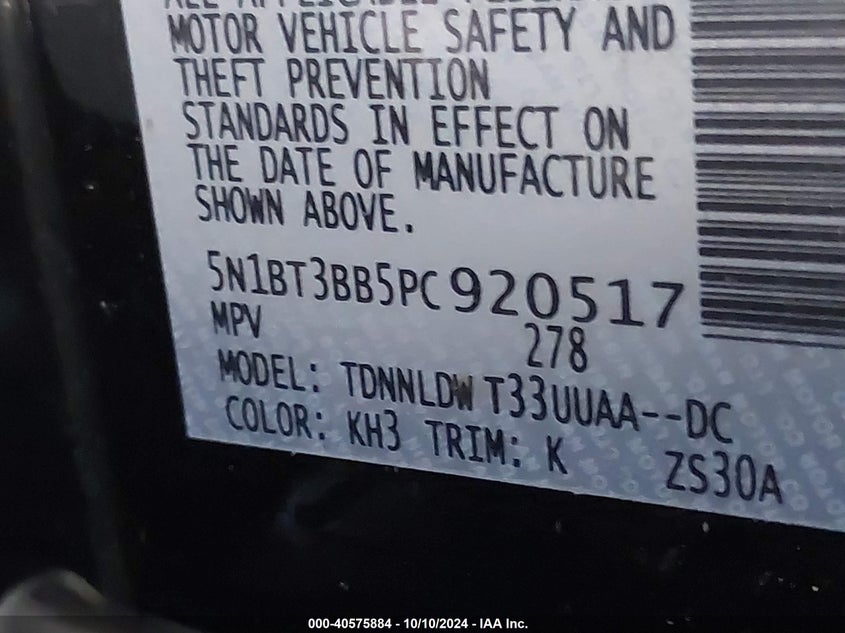 MOTOR VEHICLE SAFETY AND
THEFT PREVENTION
STANDARDS IN EFFECT ON
THE DATE OF MANUFACTURE
SHOWN ABOVE.
5N1BT3BB5PC920517
MPV 278
MODEL: TDNNLDW T33UUAA--DC
COLOR: KH3 TRIM: K ZS30A
000-40575884 - 10/10/2024 - IAA Inc.